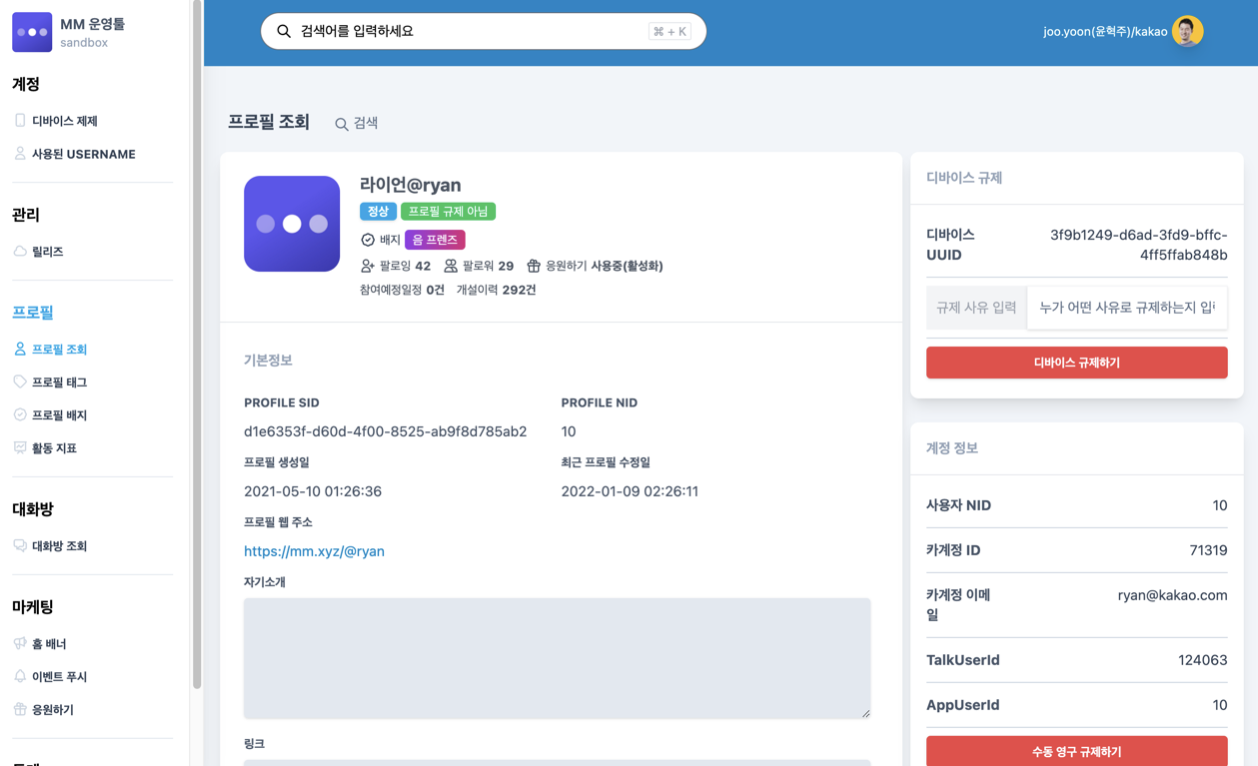 MM 운영툴
sandbox
계정
디바이스 제제
사용된 USERNAME
관리
릴리즈
프로필
프로필 조회
프로필 태그
프로필 배지
활동 지표
대화방
대화방 조회
마케팅
홈 배너
이벤트 푸시
응원하기
검색어를 입력하세요
⌘ + K
joo.yoon(윤혁주)/kakao
프로필 조회
검색
라이언@ryan
정상 프로필 규제 아님
배지 음 프렌즈
팔로잉 42 팔로워 29 응원하기 사용중(활성화)
참여예정일정 0건 개설이력 292건
기본정보
PROFILE SID
d1e6353f-d60d-4f00-8525-ab9f8d785ab2
PROFILE NID
10
프로필 생성일
2021-05-10 01:26:36
최근 프로필 수정일
2022-01-09 02:26:11
프로필 웹 주소
https://mm.xyz/@ryan
자기소개
링크
디바이스 규제
디바이스
UUID
3f9b1249-d6ad-3fd9-bffc-
4ff5ffab848b
규제 사유 입력
누가 어떤 사유로 규제하는지
디바이스 규제하기
계정 정보
사용자 NID
10
카계정 ID
71319
카계정 이메
일
ryan@kakao.com
TalkUserId
124063
AppUserId
10
수동 영구 규제하기